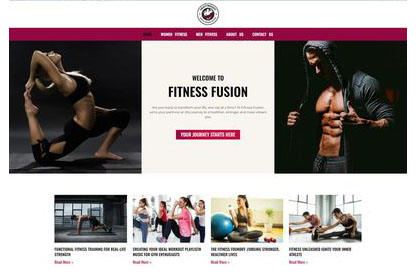 HOME WOMEN FITNESS MEN FITNESS ABOUT US CONTACT US
WELCOME TO
FITNESS FUSION
YOUR JOURNEY STARTS HERE
FUNCTIONAL FITNESS TRAINING FOR REAL-LIFE
STRENGTH
Read More »
CREATING YOUR IDEAL WORKOUT PLAYLISTN
MUSIC FOR GYM ENTHUSIASTS
Read More »
THE FITNESS FOUNDRY FORGING STRONGER,
HEALTHIER LIVES
Read More »
FITNESS UNLEASHED IGNITE YOUR INNER
ATHLETE
Read More »